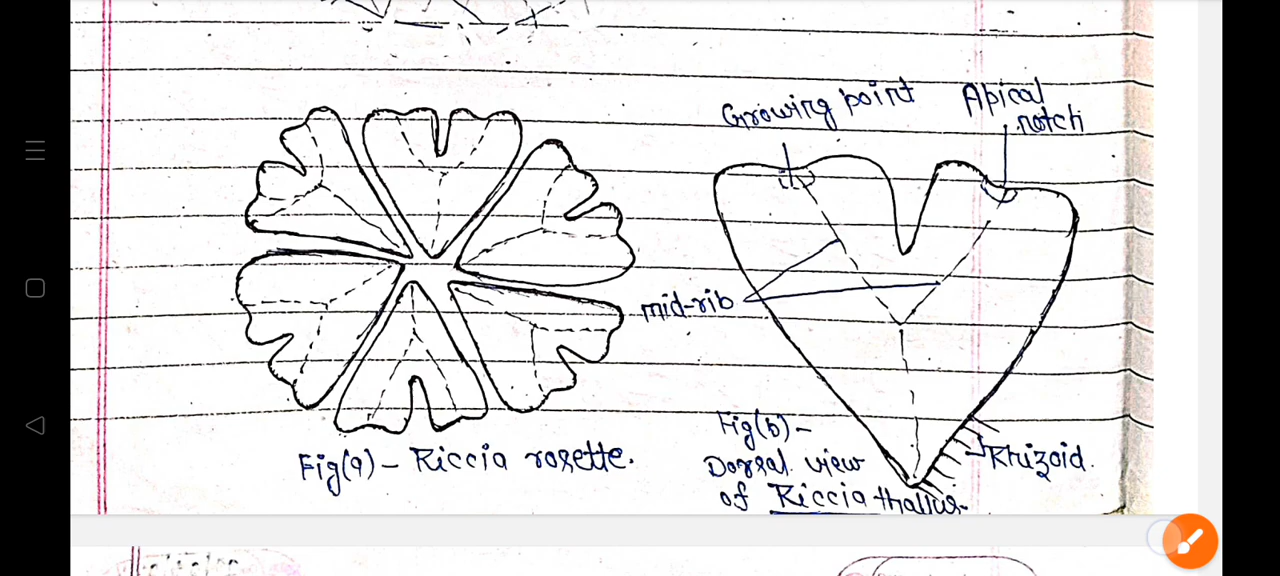 Growing point
Apical
notch
mid-rib
Fig(a) - Riccia rosette.
Fig(b) -
Dorsal view
of Riccia thallus.
Rhizoid.